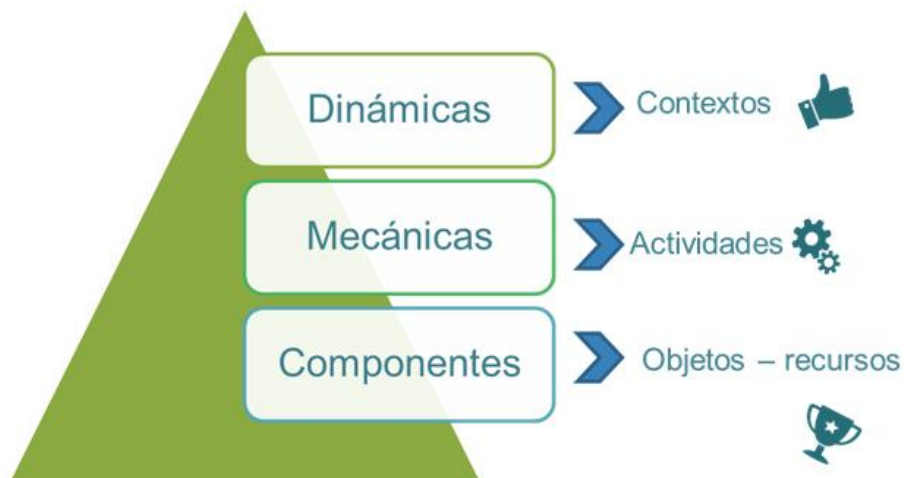 Dinámicas
Contextos
Mecánicas
Actividades
Componentes
Objetos – recursos